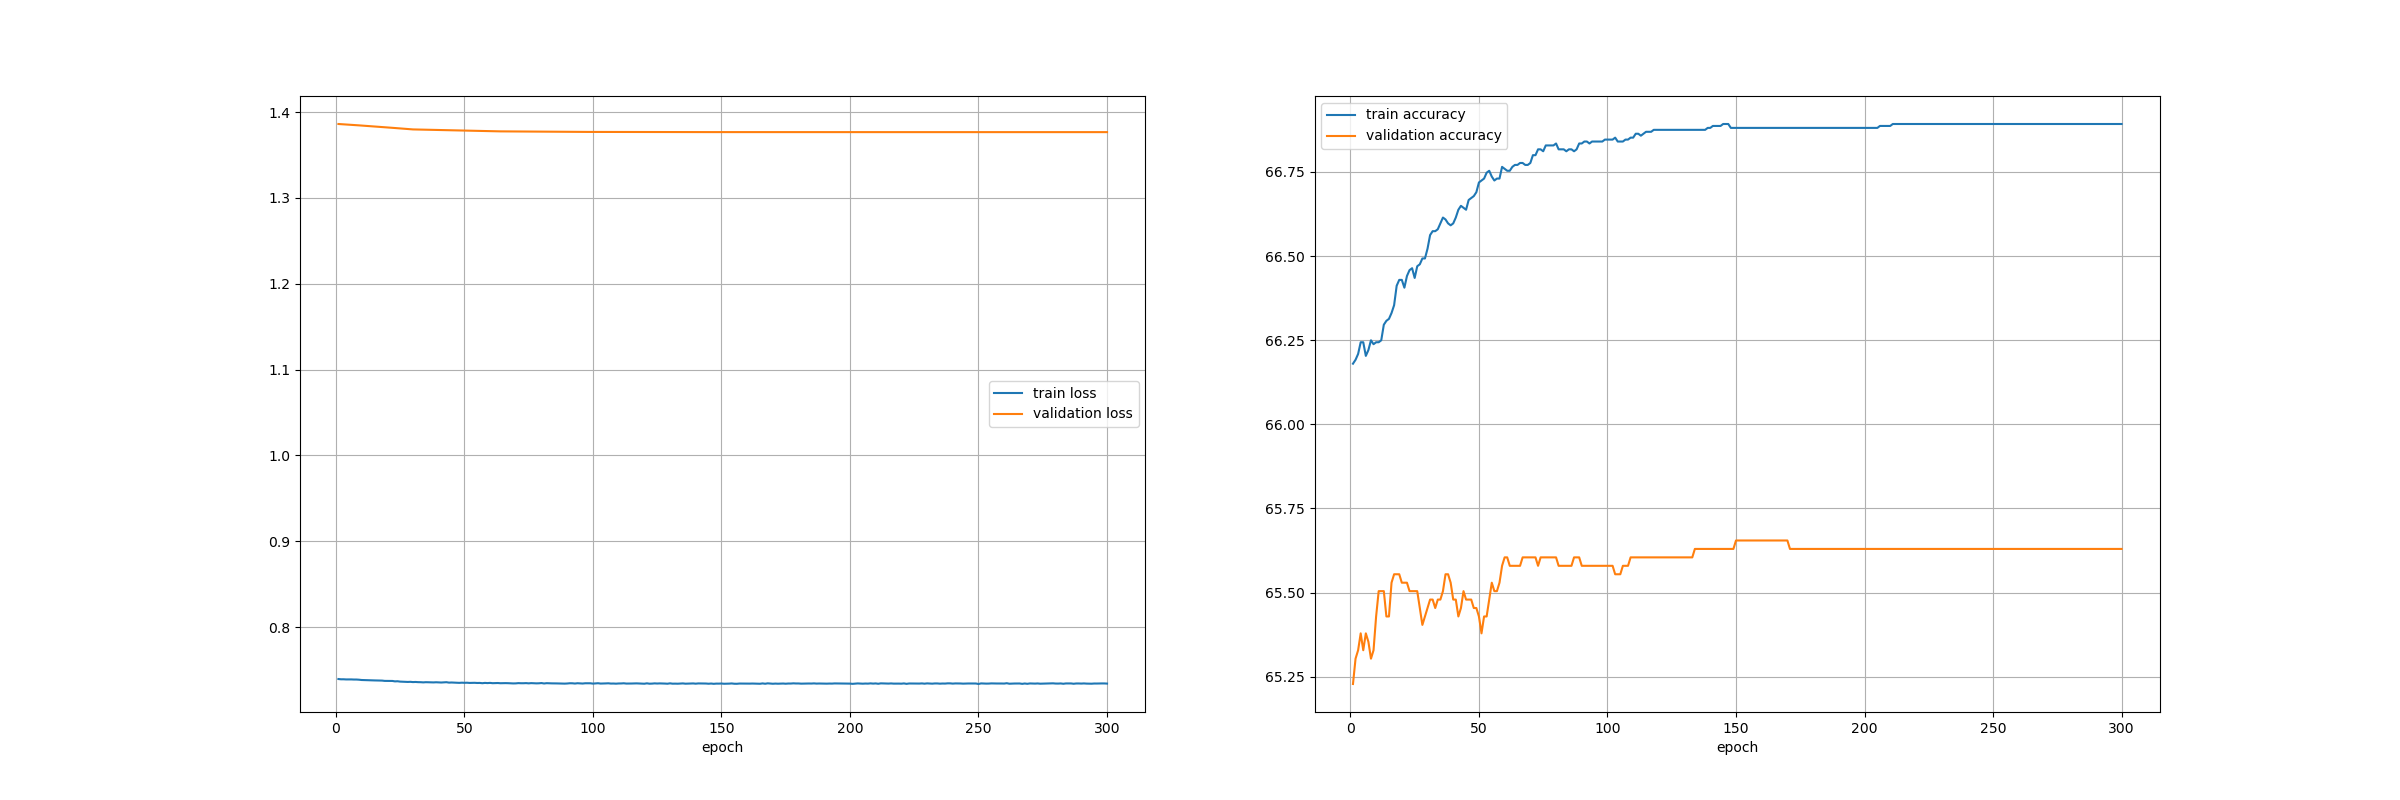 1.4
1.3
1.2
1.1
1.0
0.9
0.8
train loss
validation loss
0 50 100 150 200 250 300
epoch
train accuracy
validation accuracy
66.75
66.50
66.25
66.00
65.75
65.50
65.25
0 50 100 150 200 250 300
epoch